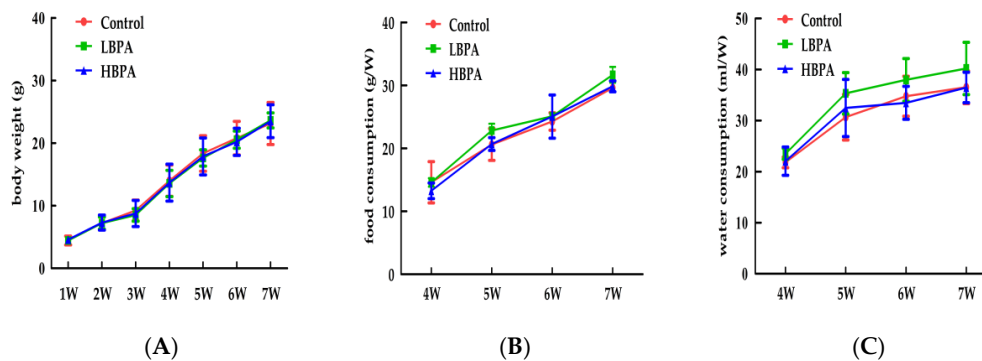 body weight (g)
40
30
20
10
0
Control
LBPA
HBPA
1W 2W 3W 4W 5W 6W 7W
(A)
food consumption (g/W)
40
30
20
10
0
Control
LBPA
HBPA
4W 5W 6W 7W
(B)
water consumption (ml/W)
50
40
30
20
10
0
Control
LBPA
HBPA
4W 5W 6W 7W
(C)